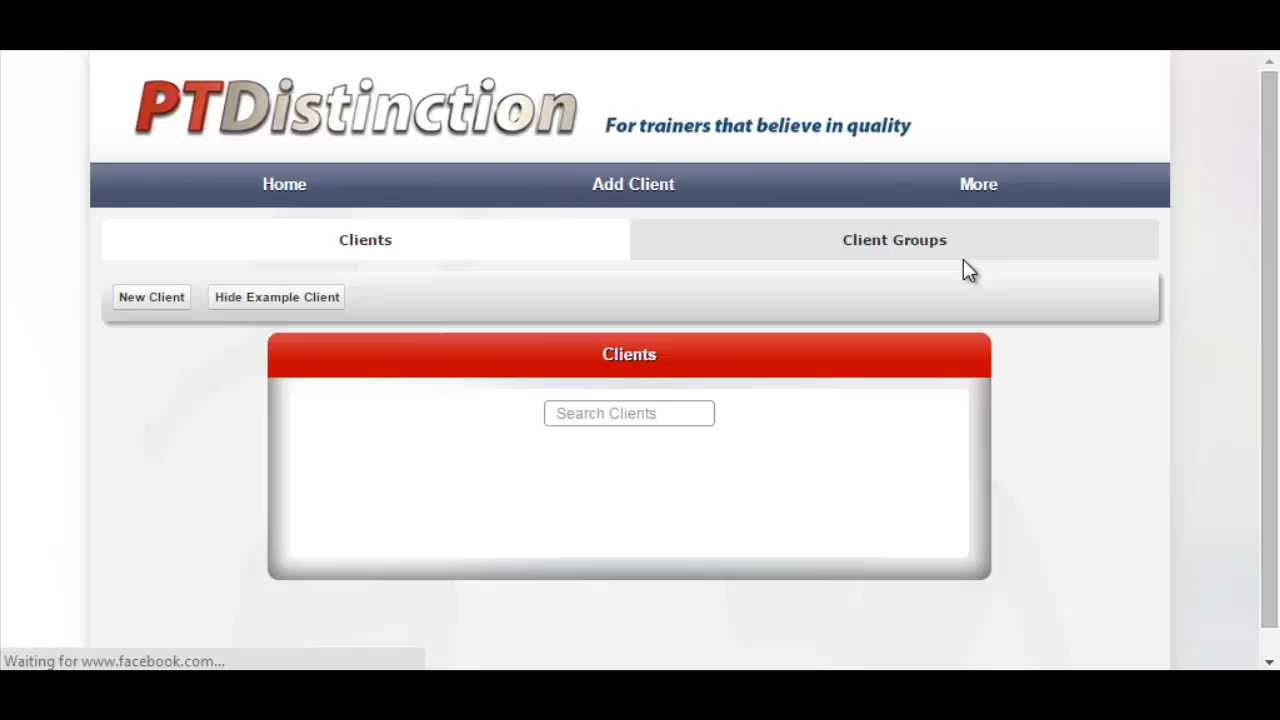 PTDistinction
For trainers that believe in quality
Home Add Client More
Clients Client Groups
New Client Hide Example Client
Clients
Search Clients
Waiting for www.facebook.com...